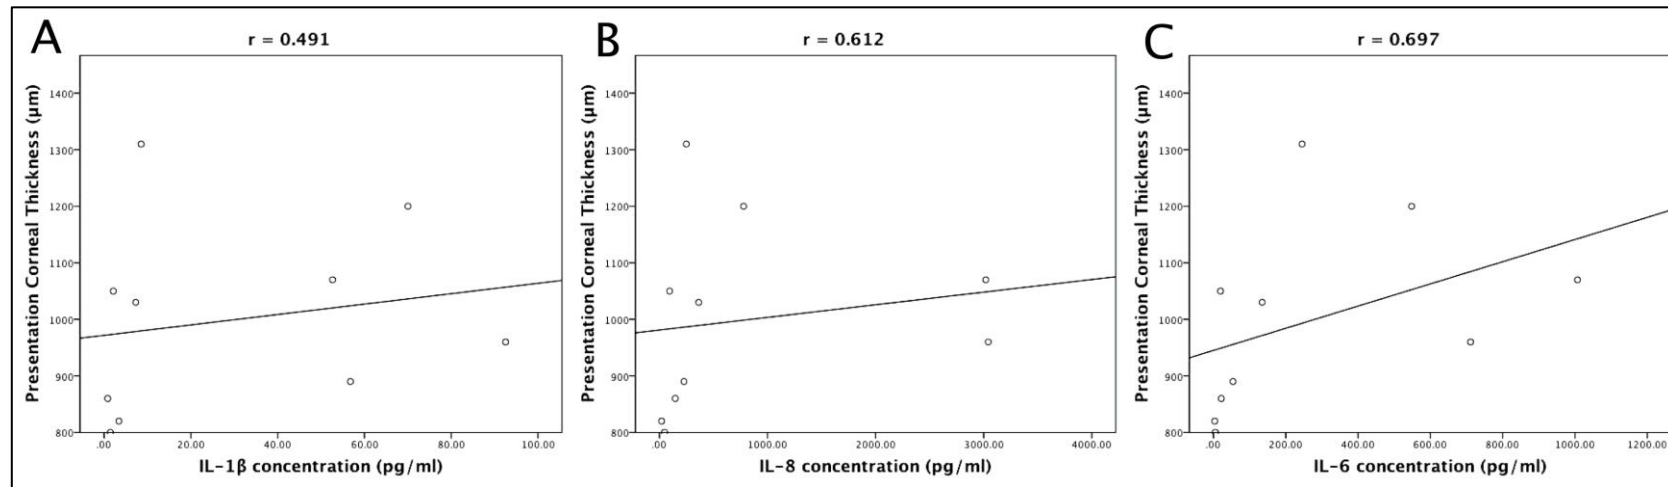 A
r = 0.491
Presentation Corneal Thickness (µm)
1400
1300
1200
1100
1000
900
800
.00 20.00 40.00 60.00 80.00 100.00
IL-1β concentration (pg/ml)
B
r = 0.612
Presentation Corneal Thickness (µm)
1400
1300
1200
1100
1000
900
800
.00 1000.00 2000.00 3000.00 4000.00
IL-8 concentration (pg/ml)
C
r = 0.697
Presentation Corneal Thickness (µm)
1400
1300
1200
1100
1000
900
800
.00 200.00 400.00 600.00 800.00 1000.00 1200.00
IL-6 concentration (pg/ml)